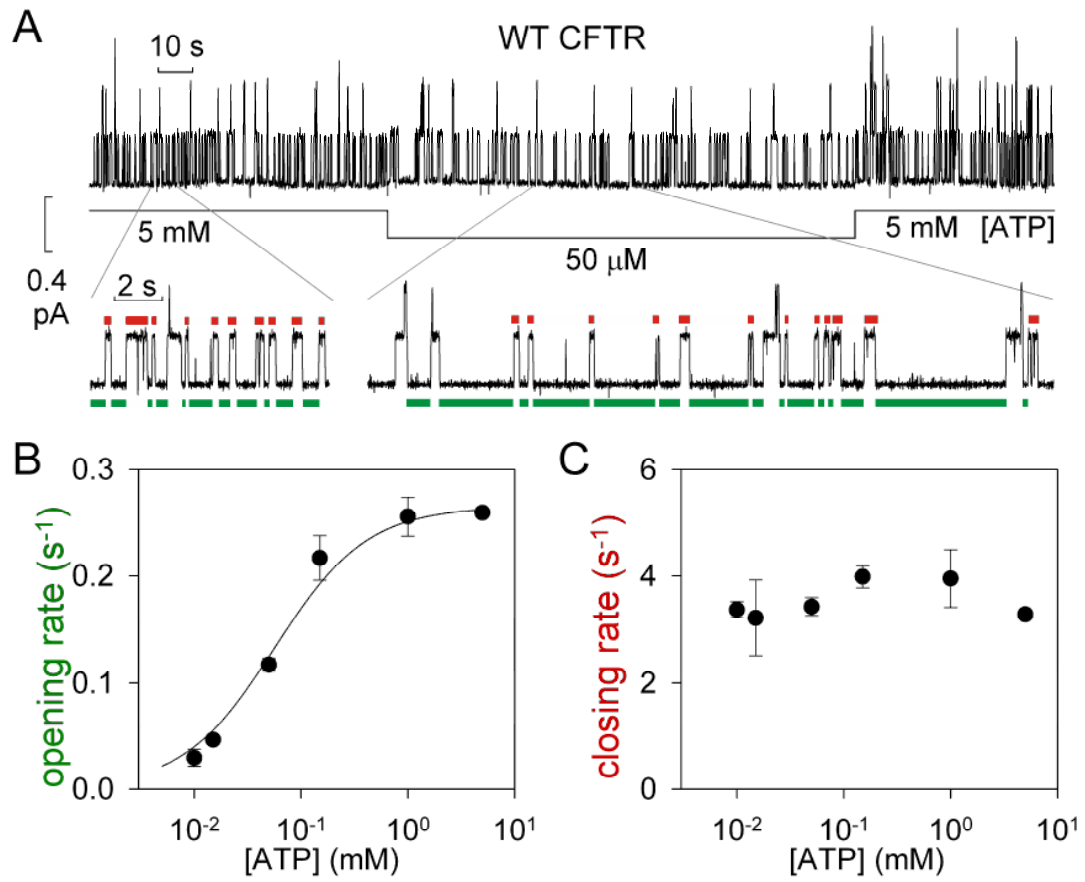 A
10 s
WT CFTR
5 mM
50 μM
5 mM [ATP]
0.4
pA
2 s
B
opening rate (s⁻¹)
0.3
0.2
0.1
0.0
10⁻² 10⁻¹ 10⁰ 10¹
[ATP] (mM)
C
closing rate (s⁻¹)
6
4
2
0
10⁻² 10⁻¹ 10⁰ 10¹
[ATP] (mM)